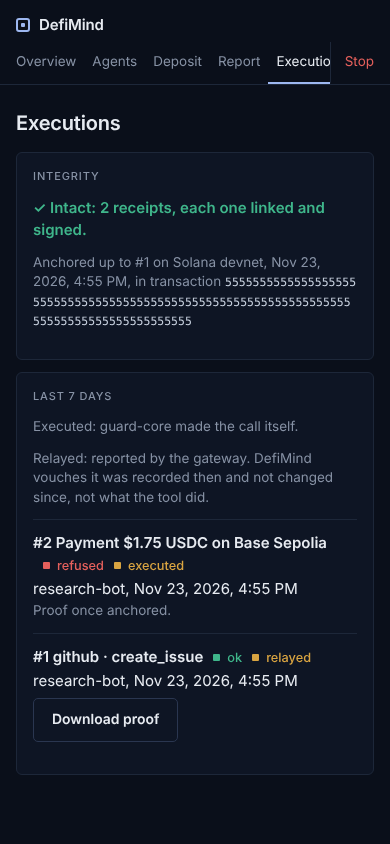 DefiMind
Overview Agents Deposit Report Executio Stop
Executions
INTEGRITY
✓ Intact: 2 receipts, each one linked and
signed.
Anchored up to #1 on Solana devnet, Nov 23,
2026, 4:55 PM, in transaction 5555555555555555555
5555555555555555555555555555555555555555555555
55555555555555555555555
LAST 7 DAYS
Executed: guard-core made the call itself.
Relayed: reported by the gateway. DefiMind
vouches it was recorded then and not changed
since, not what the tool did.
#2 Payment $1.75 USDC on Base Sepolia
refused executed
research-bot, Nov 23, 2026, 4:55 PM
Proof once anchored.
#1 github · create_issue ok relayed
research-bot, Nov 23, 2026, 4:55 PM
Download proof